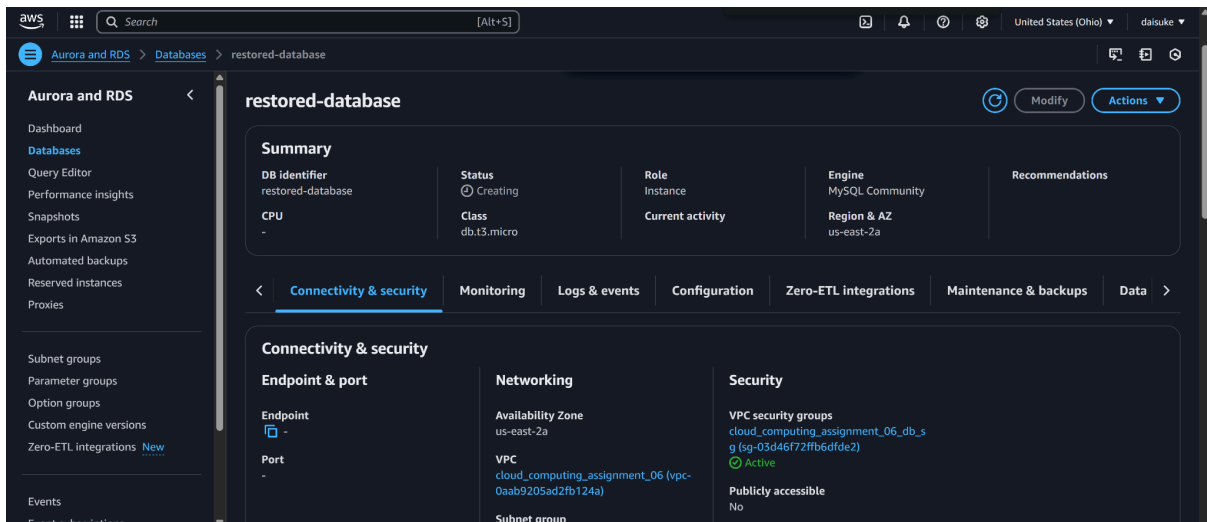 aws
Search
[Alt+S]
United States (Ohio)
daisuke
Aurora and RDS > Databases > restored-database
Aurora and RDS
Dashboard
Databases
Query Editor
Performance insights
Snapshots
Exports in Amazon S3
Automated backups
Reserved instances
Proxies
Subnet groups
Parameter groups
Option groups
Custom engine versions
Zero-ETL integrations New
Events
restored-database
Modify
Actions
Summary
DB identifier
restored-database
Status
Creating
Role
Instance
Engine
MySQL Community
Recommendations
CPU
-
Class
db.t3.micro
Current activity
Region & AZ
us-east-2a
Connectivity & security
Monitoring
Logs & events
Configuration
Zero-ETL integrations
Maintenance & backups
Data
Connectivity & security
Endpoint & port
Endpoint
-
Port
-
Networking
Availability Zone
us-east-2a
VPC
cloud_computing_assignment_06 (vpc-
0aab9205ad2fb124a)
Subnet group
Security
VPC security groups
cloud_computing_assignment_06_db_s
g (sg-03d46f72ffb6dfde2)
Active
Publicly accessible
No